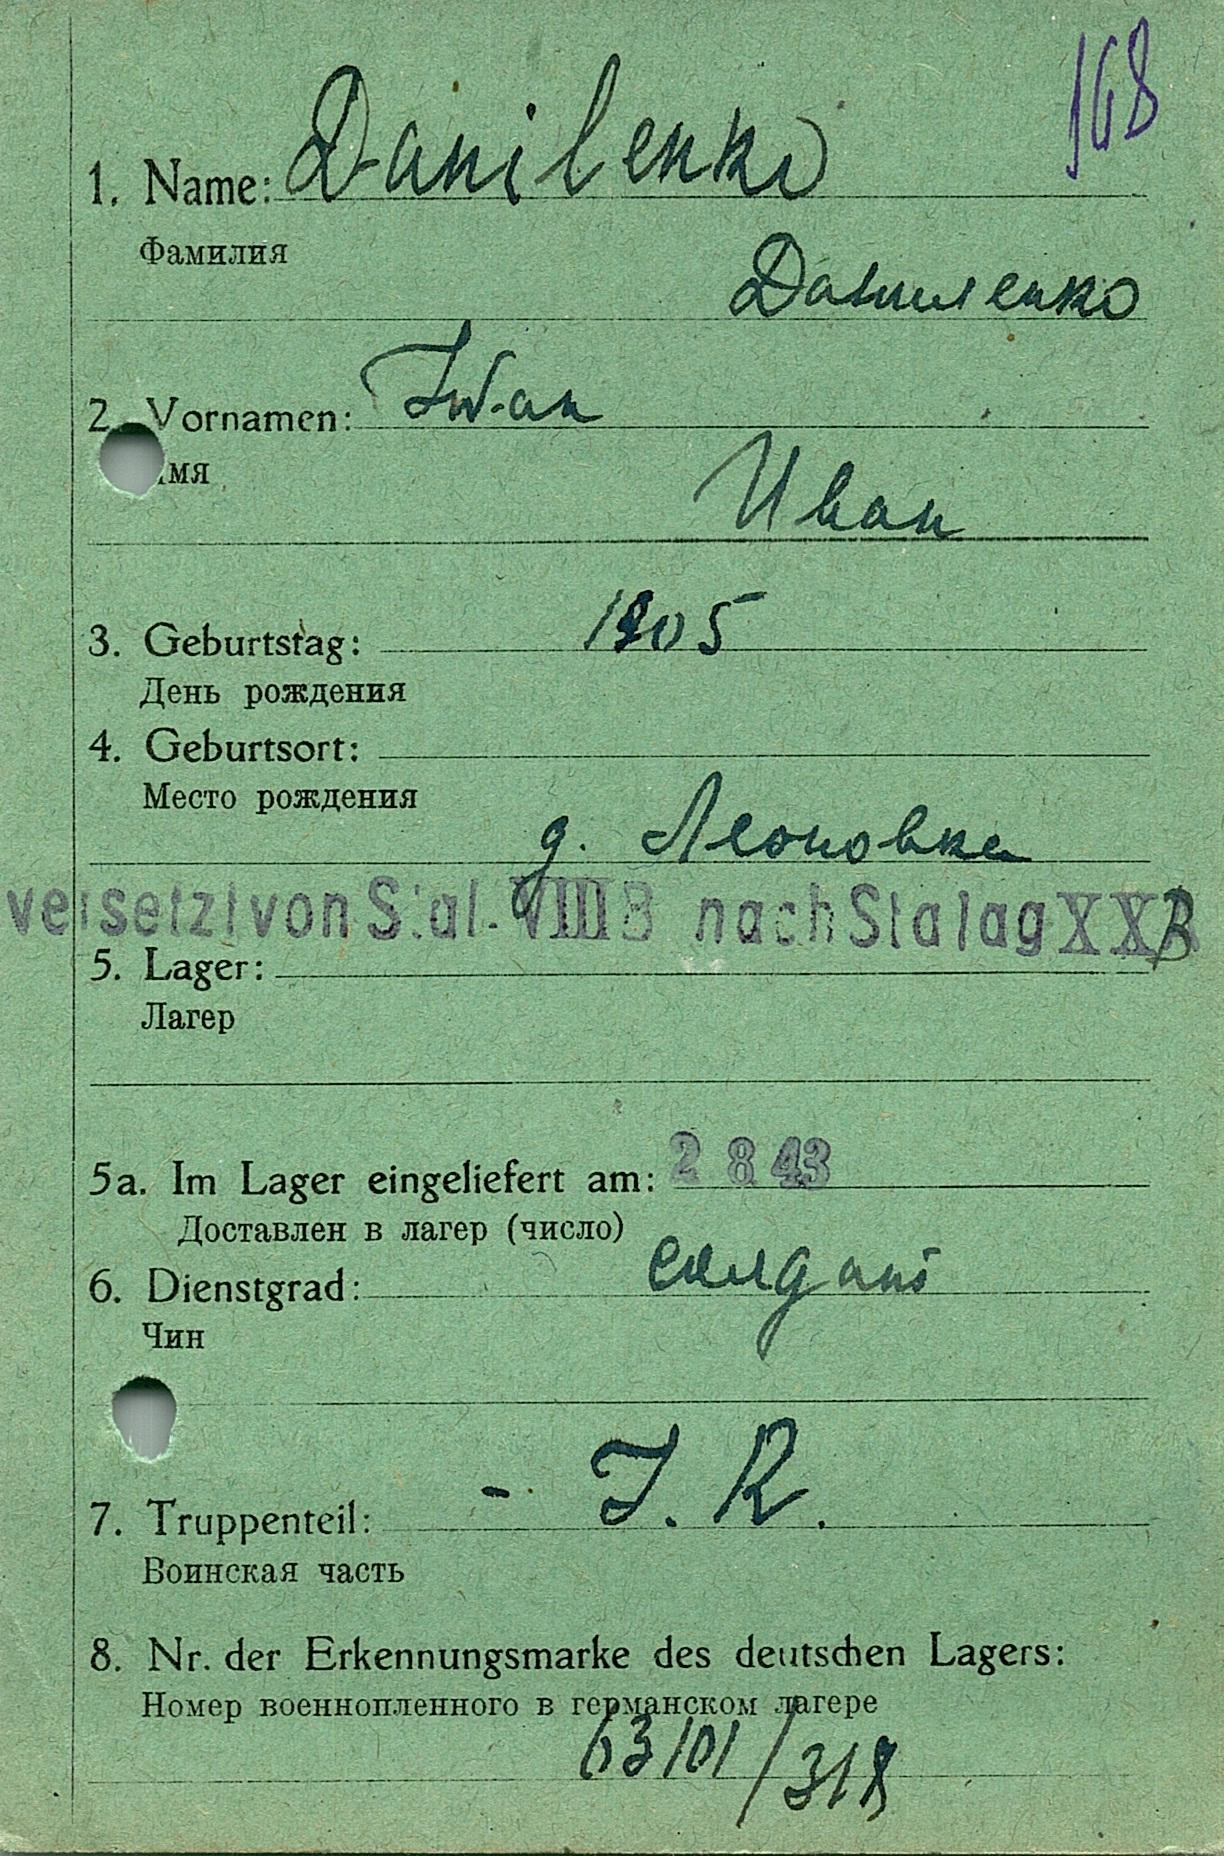 168
1. Name: Danilenko
Фамилия
Даниленко
2. Vornamen: Iwan
Имя
Иван
3. Geburtstag: 1905
День рождения
4. Geburtsort:
Место рождения
д. Леоновка
versetzt von Stal. VIII B nach Stalag XX B
5. Lager:
Лагер
5a. Im Lager eingeliefert am: 2 8 43
Доставлен в лагер (число)
6. Dienstgrad: солдат
Чин
7. Truppenteil: - J. R.
Воинская часть
8. Nr. der Erkennungsmarke des deutschen Lagers:
Номер военнопленного в германском лагере
63101/318